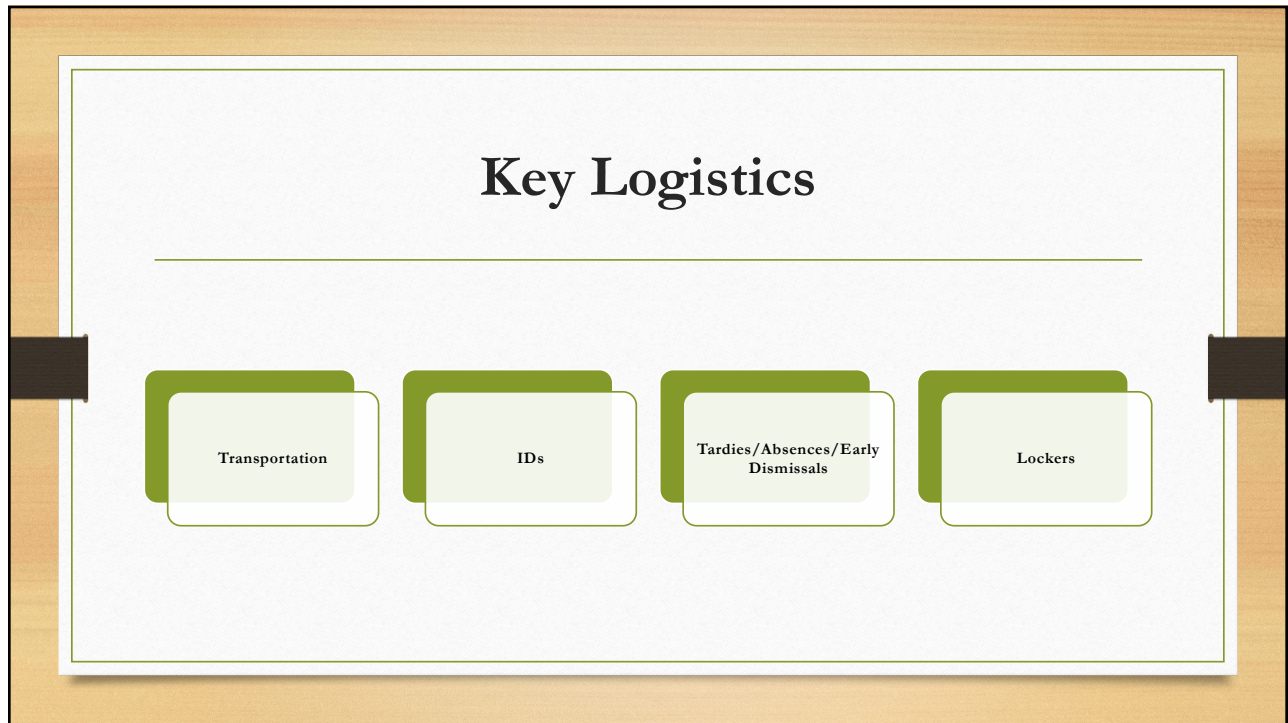 Key Logistics
Transportation
IDs
Tardies/Absences/Early
Dismissals
Lockers